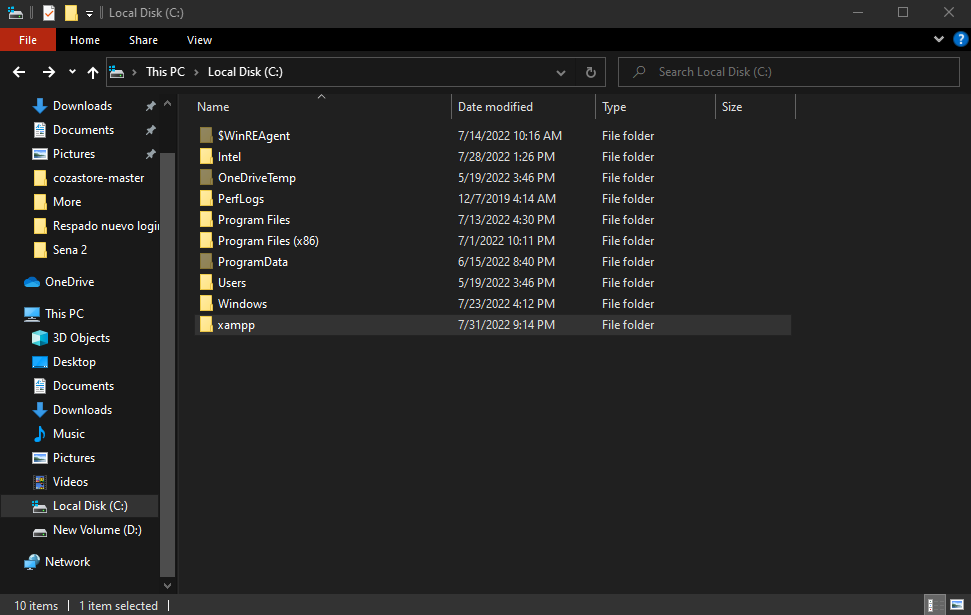 Local Disk (C:)
File Home Share View
This PC Local Disk (C:) Search Local Disk (C:)
Downloads
Documents
Pictures
cozastore-master
More
Respado nuevo login
Sena 2
OneDrive
This PC
3D Objects
Desktop
Documents
Downloads
Music
Pictures
Videos
Local Disk (C:)
New Volume (D:)
Network
Name Date modified Type Size
$WinREAgent 7/14/2022 10:16 AM File folder
Intel 7/28/2022 1:26 PM File folder
OneDriveTemp 5/19/2022 3:46 PM File folder
PerfLogs 12/7/2019 4:14 AM File folder
Program Files 7/13/2022 4:30 PM File folder
Program Files (x86) 7/1/2022 10:11 PM File folder
ProgramData 6/15/2022 8:40 PM File folder
Users 5/19/2022 3:46 PM File folder
Windows 7/23/2022 4:12 PM File folder
xampp 7/31/2022 9:14 PM File folder
10 items 1 item selected